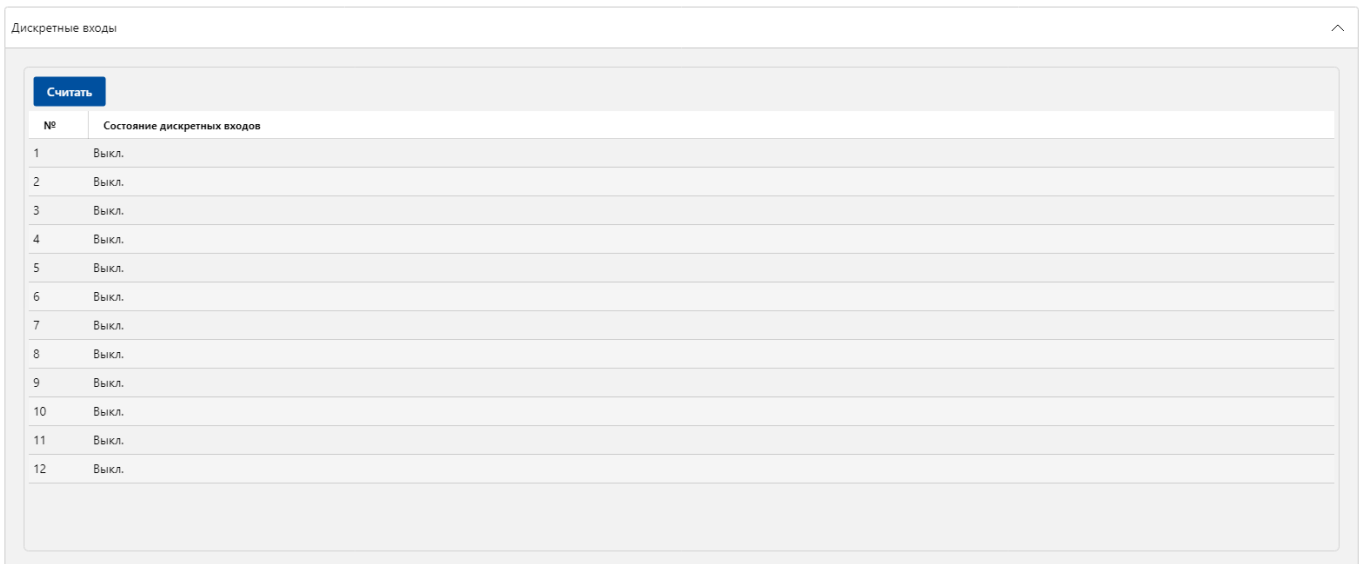 Дискретные входы
Считать
№ Состояние дискретных входов
1 Выкл.
2 Выкл.
3 Выкл.
4 Выкл.
5 Выкл.
6 Выкл.
7 Выкл.
8 Выкл.
9 Выкл.
10 Выкл.
11 Выкл.
12 Выкл.